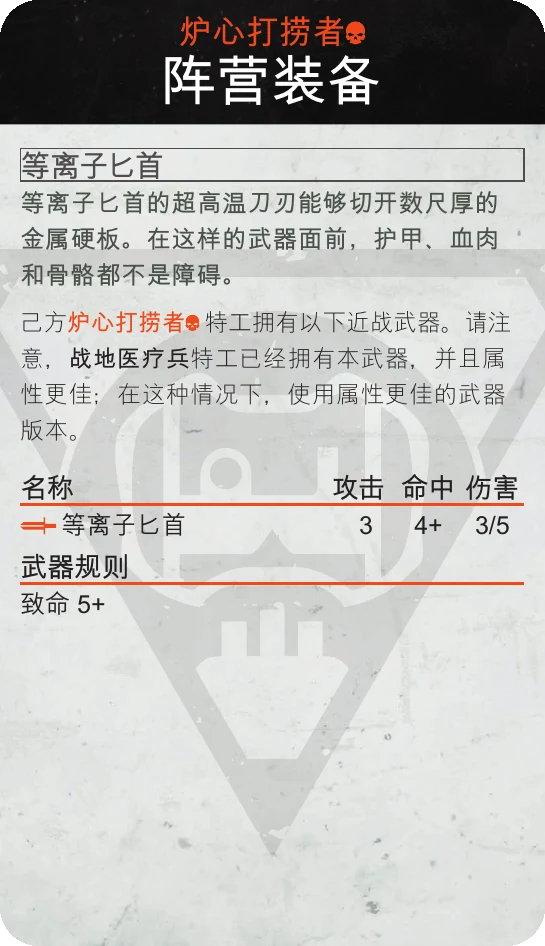 炉心打捞者
阵营装备
等离子匕首
等离子匕首的超高温刀刃能够切开数尺厚的
金属硬板。在这样的武器面前，护甲、血肉
和骨骼都不是障碍。
己方炉心打捞者特工拥有以下近战武器。请注
意，战地医疗兵特工已经拥有本武器，并且属
性更佳；在这种情况下，使用属性更佳的武器
版本。
名称 攻击 命中 伤害
等离子匕首 3 4+ 3/5
武器规则
致命 5+